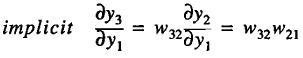 implicit ∂y₃/∂y₁ = w₃₂ ∂y₂/∂y₁ = w₃₂w₂₁